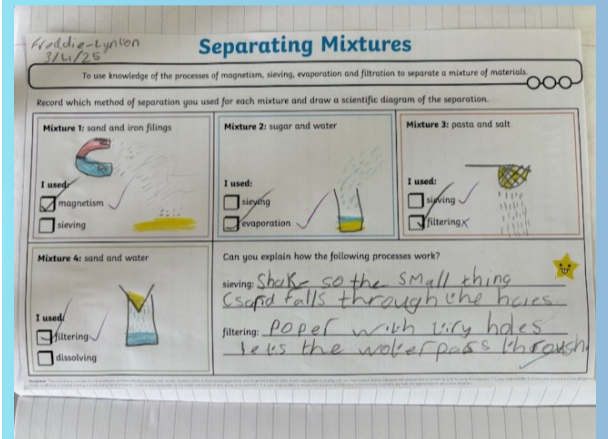 Freddie-Lynton
3/4/25
Separating Mixtures
To use knowledge of the processes of magnetism, sieving, evaporation and filtration to separate a mixture of materials.
Record which method of separation you used for each mixture and draw a scientific diagram of the separation.
Mixture 1: sand and iron filings
I used:
magnetism
sieving
Mixture 2: sugar and water
I used:
sieving
evaporation
Mixture 3: pasta and salt
I used:
sieving
filtering
Mixture 4: sand and water
I used:
filtering
dissolving
Can you explain how the following processes work?
sieving: Shake so the small thing
falls through the holes.
filtering: Paper with tiny holes
lets the water pass through